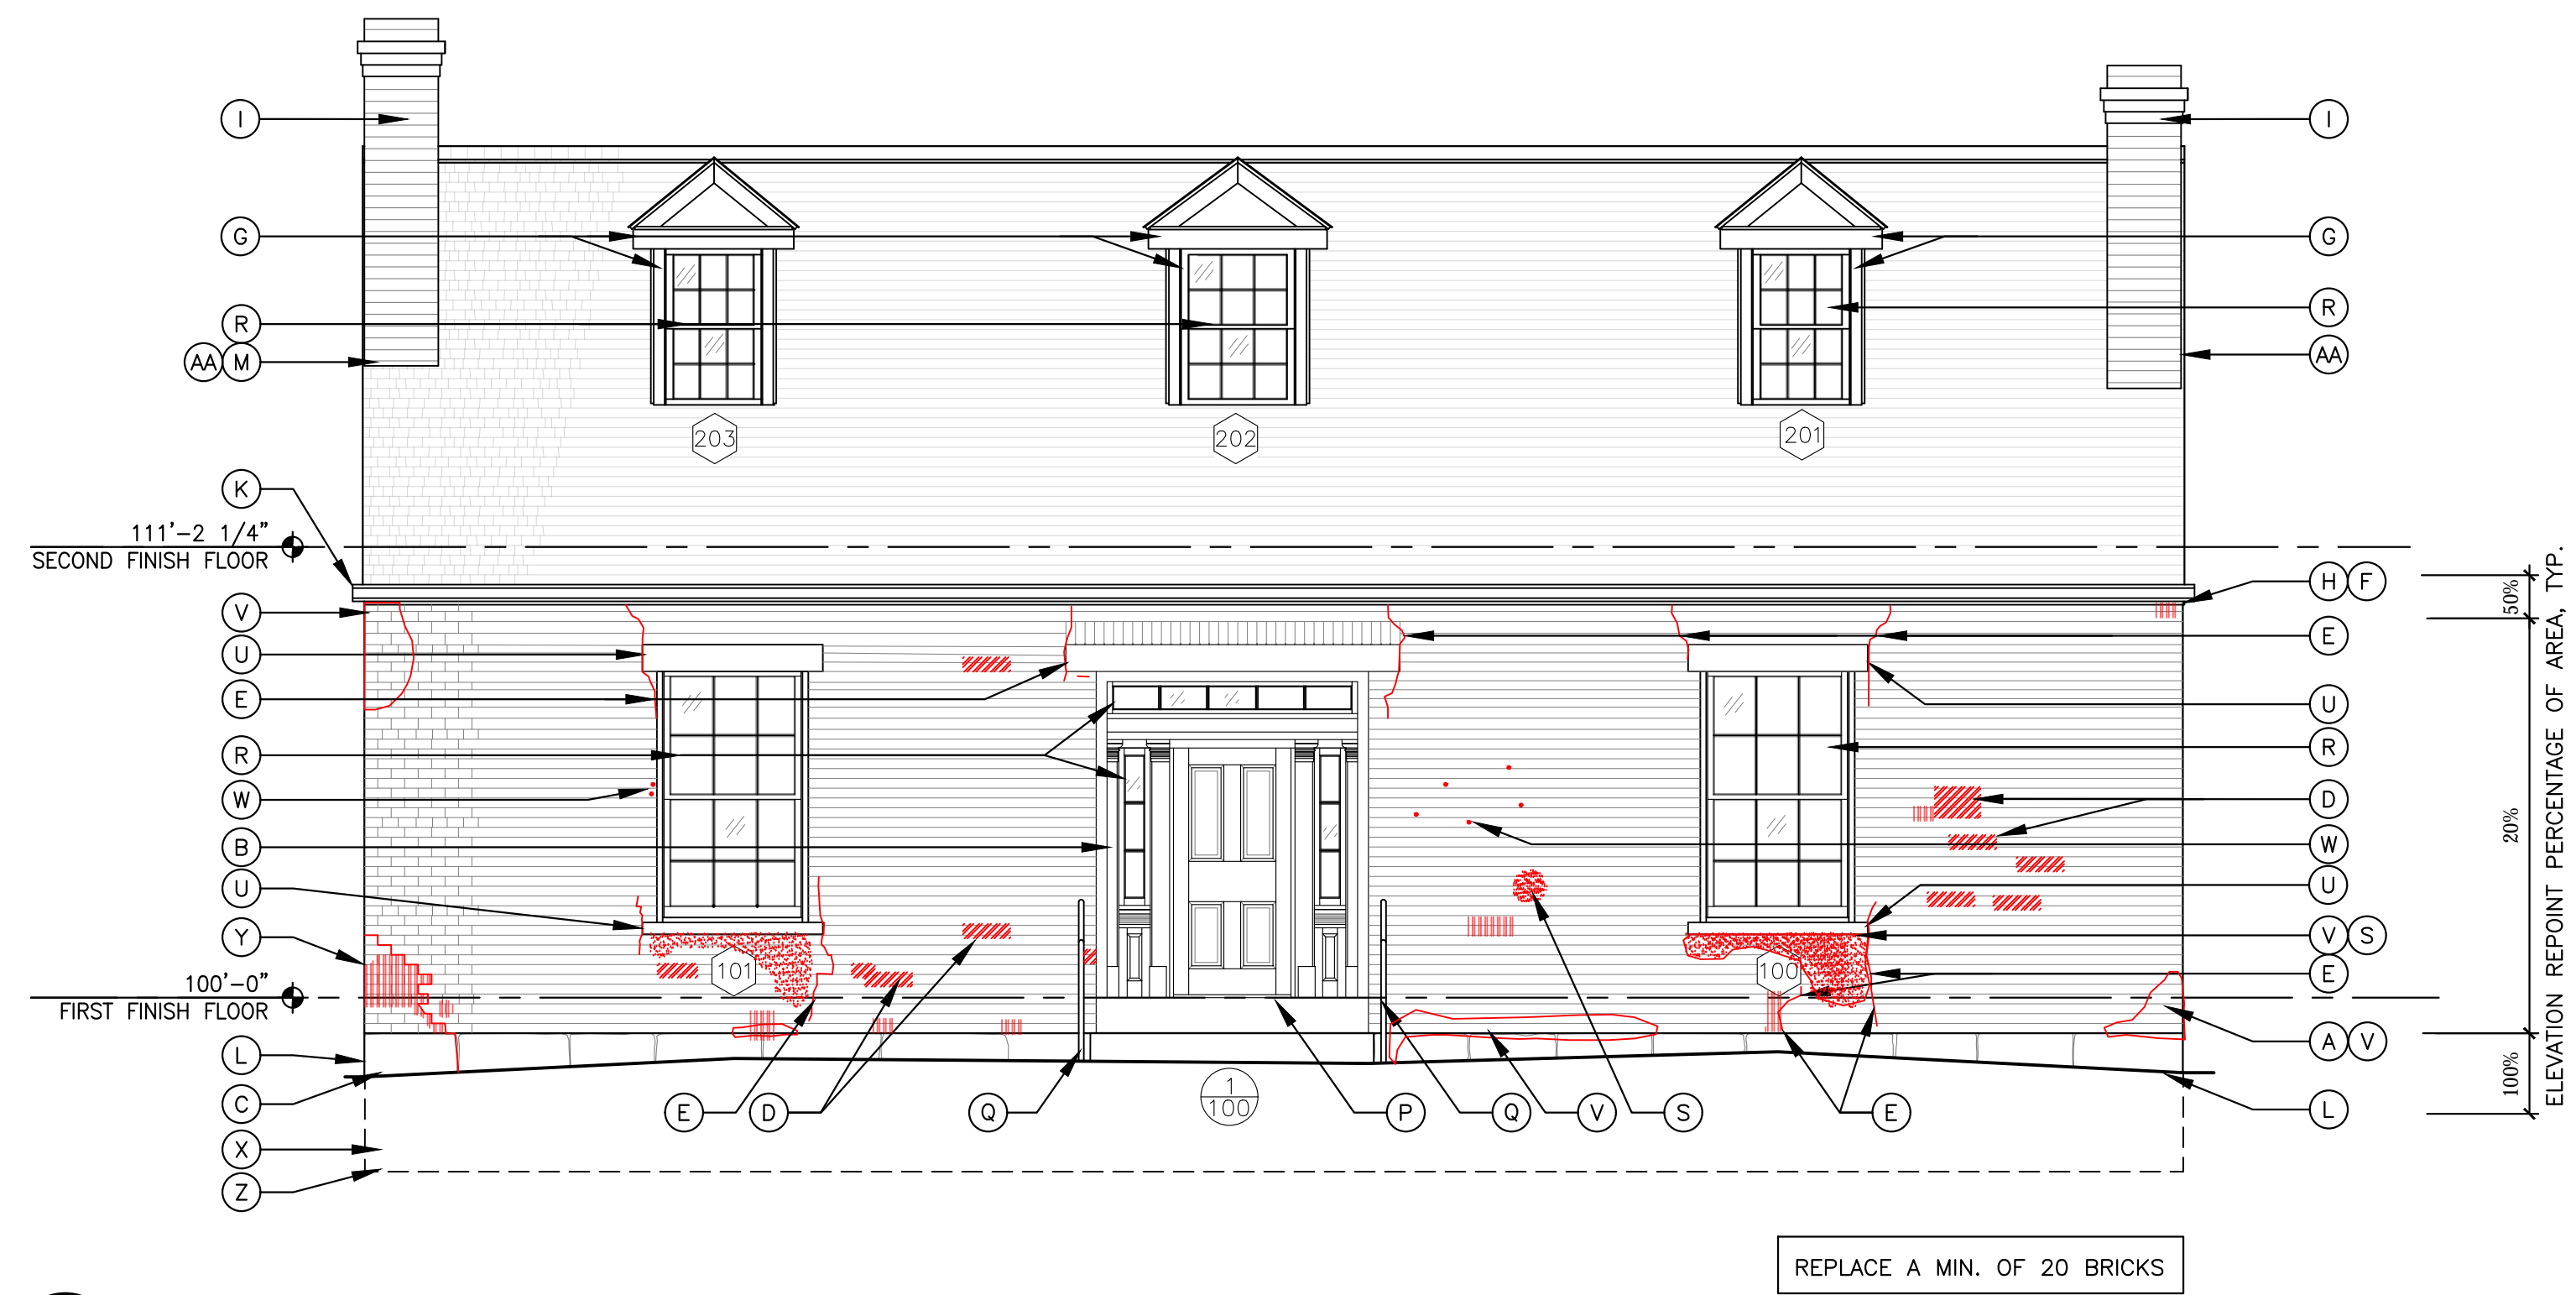 I I
G G
R R
AA M AA
203 202 201
K
111'-2 1/4"
SECOND FINISH FLOOR
H F
V
U E
E U
R R
W D
B W
U U
Y V S
101 100 E
100'-0"
FIRST FINISH FLOOR
L A V
C L
E D Q 1 P Q V S E
100
X
Z
50%
20%
100%
ELEVATION REPOINT PERCENTAGE OF AREA, TYP.
REPLACE A MIN. OF 20 BRICKS